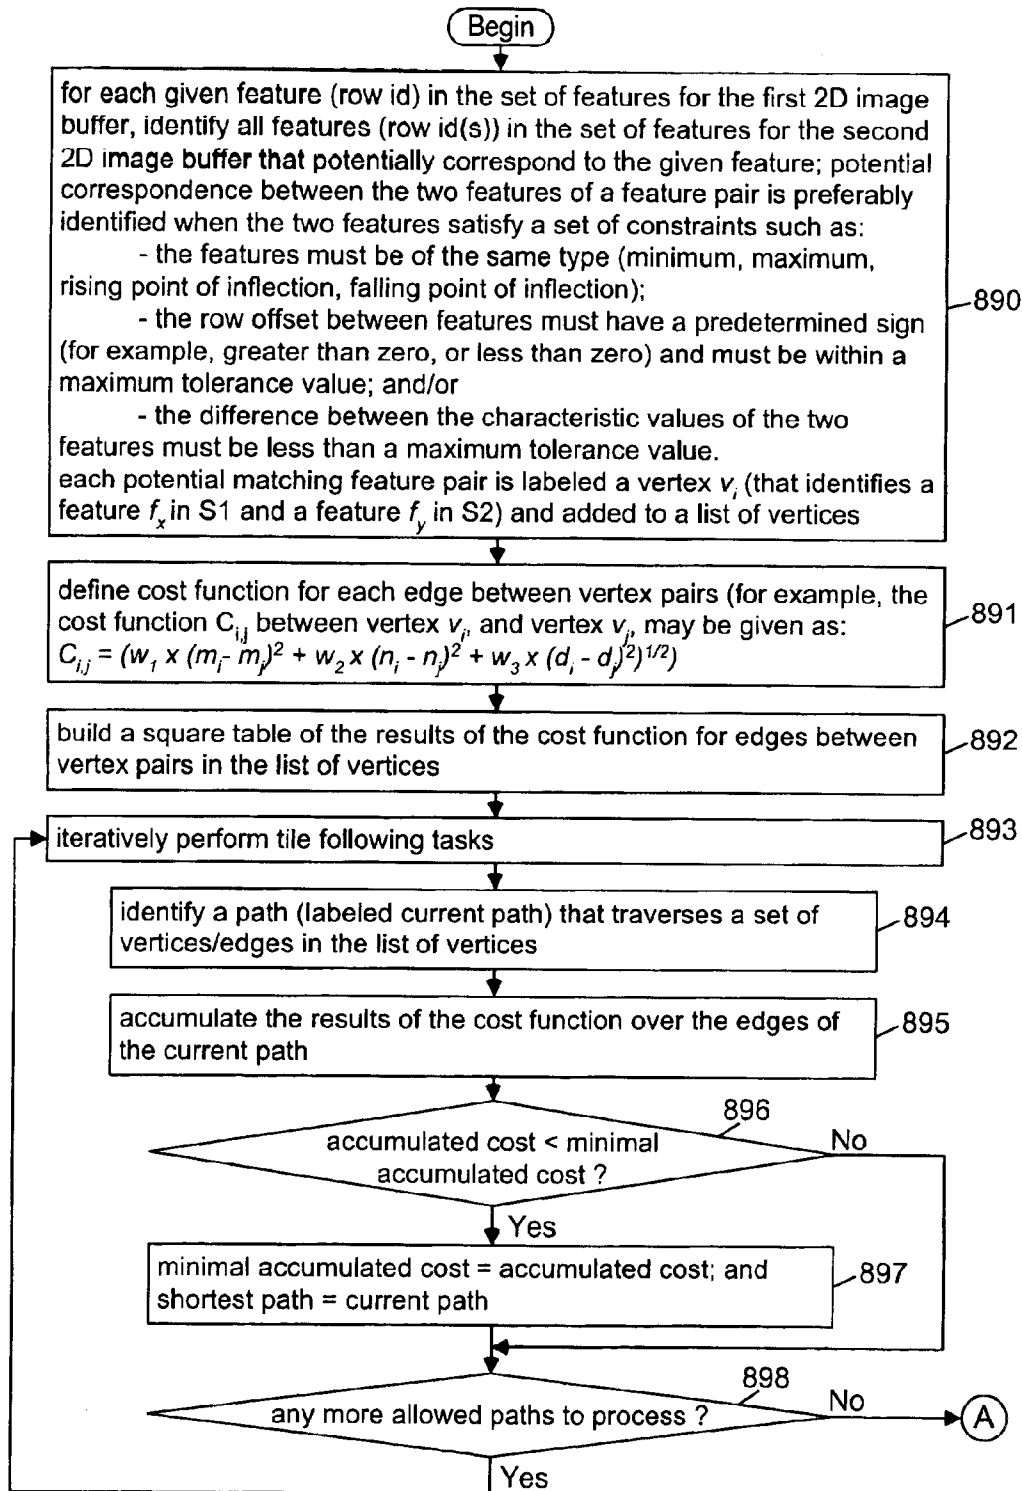 Begin
for each given feature (row id) in the set of features for the first 2D image
buffer, identify all features (row id(s)) in the set of features for the second
2D image buffer that potentially correspond to the given feature; potential
correspondence between the two features of a feature pair is preferably
identified when the two features satisfy a set of constraints such as:
- the features must be of the same type (minimum, maximum,
rising point of inflection, falling point of inflection);
- the row offset between features must have a predetermined sign
(for example, greater than zero, or less than zero) and must be within a
maximum tolerance value; and/or
- the difference between the characteristic values of the two
features must be less than a maximum tolerance value.
each potential matching feature pair is labeled a vertex v_i (that identifies a
feature f_x in S1 and a feature f_y in S2) and added to a list of vertices
890
define cost function for each edge between vertex pairs (for example, the
cost function C_{i,j} between vertex v_i, and vertex v_j, may be given as:
C_{i,j} = (w_1 x (m_i - m_j)^2 + w_2 x (n_i - n_j)^2 + w_3 x (d_i - d_j)^2)^{1/2})
891
build a square table of the results of the cost function for edges between
vertex pairs in the list of vertices
892
iteratively perform tile following tasks
893
identify a path (labeled current path) that traverses a set of
vertices/edges in the list of vertices
894
accumulate the results of the cost function over the edges of
the current path
895
896
accumulated cost < minimal
accumulated cost ?
No
Yes
minimal accumulated cost = accumulated cost; and
shortest path = current path
897
898
any more allowed paths to process ?
No
A
Yes